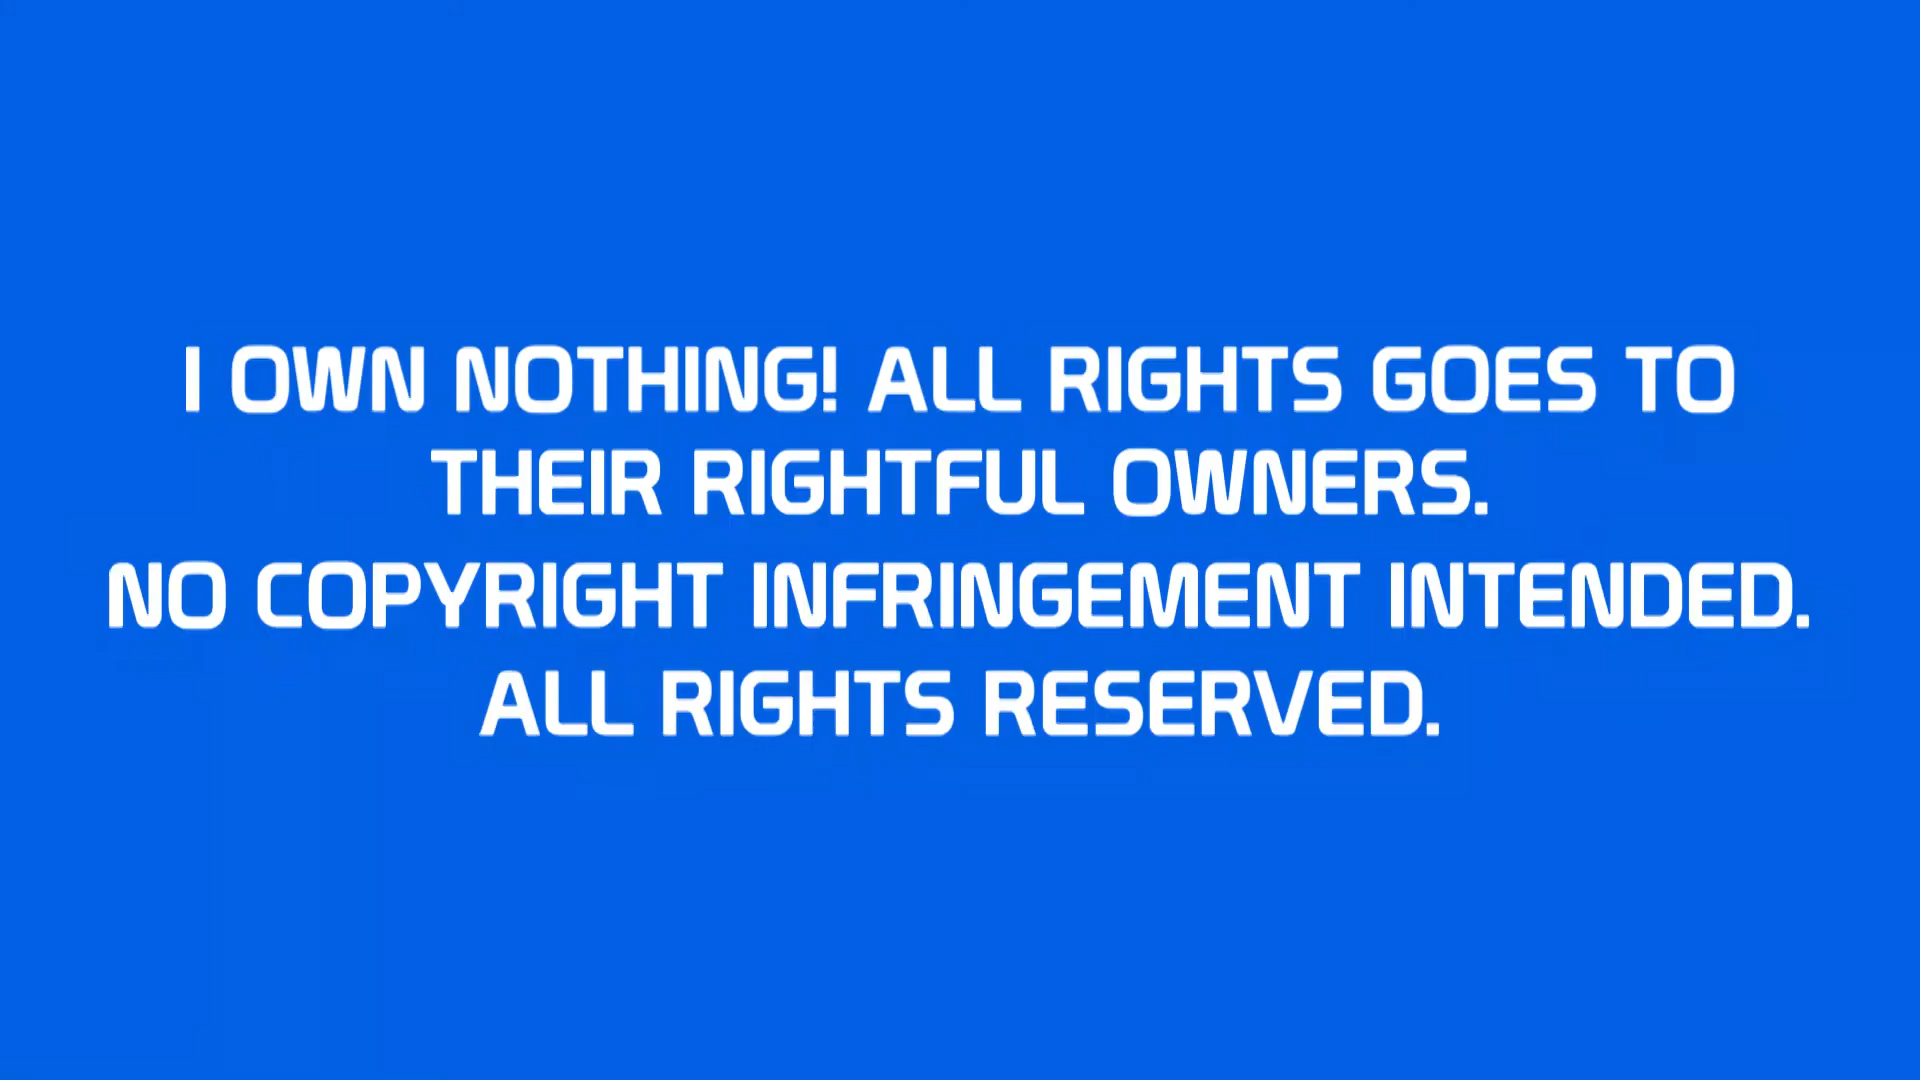 I OWN NOTHING! ALL RIGHTS GOES TO
THEIR RIGHTFUL OWNERS.
NO COPYRIGHT INFRINGEMENT INTENDED.
ALL RIGHTS RESERVED.